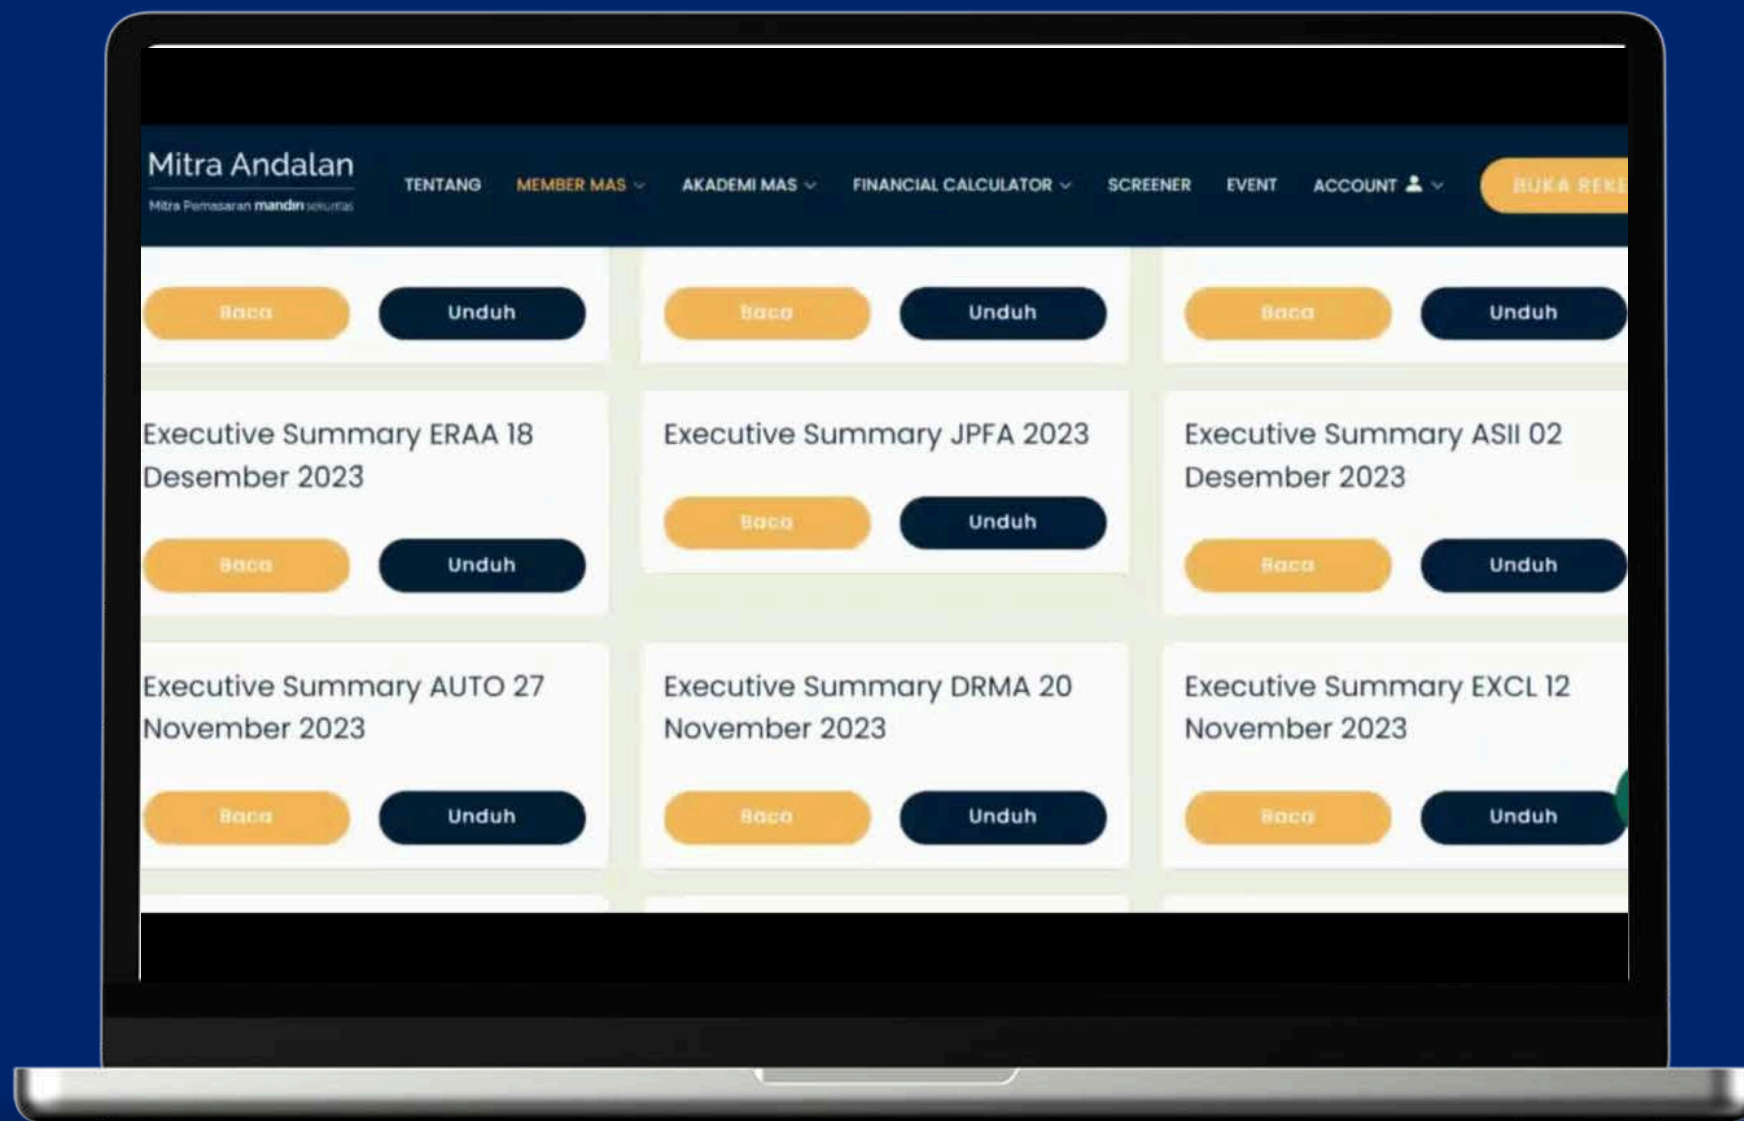 Mitra Andalan
Mitra Pemasaran mandiri sekuritas
TENTANG MEMBER MAS AKADEMI MAS FINANCIAL CALCULATOR SCREENER EVENT ACCOUNT BUKA REKE
Baca Unduh Baca Unduh Baca Unduh
Executive Summary ERAA 18
Desember 2023
Baca Unduh
Executive Summary JPFA 2023
Baca Unduh
Executive Summary ASII 02
Desember 2023
Baca Unduh
Executive Summary AUTO 27
November 2023
Baca Unduh
Executive Summary DRMA 20
November 2023
Baca Unduh
Executive Summary EXCL 12
November 2023
Baca Unduh